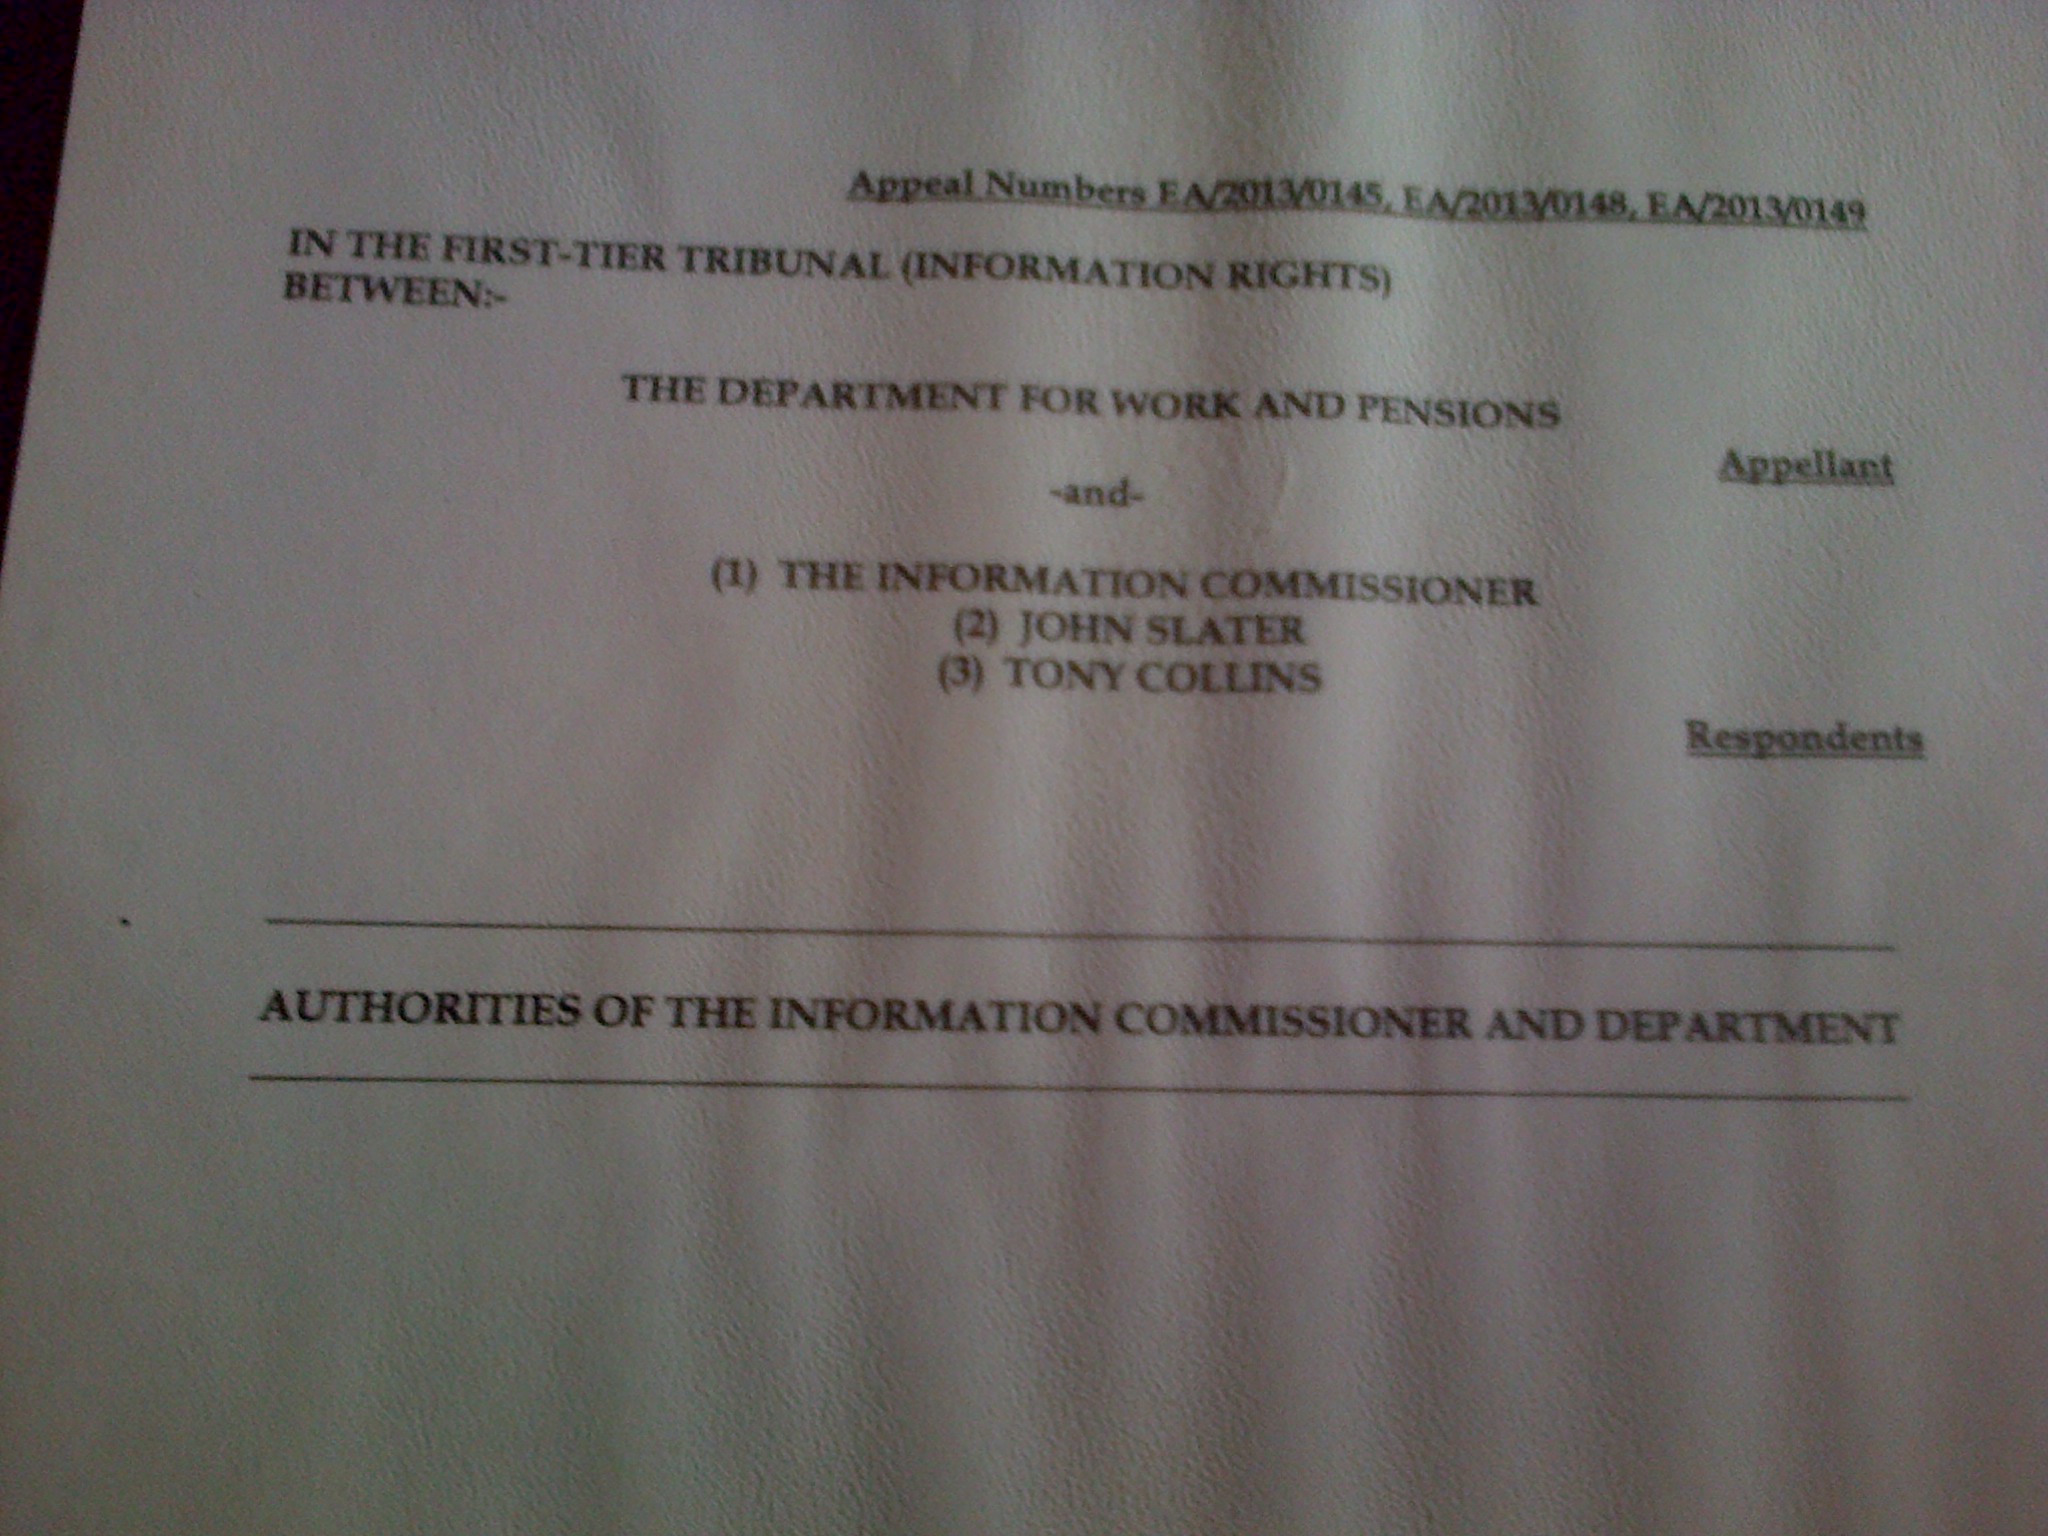 Appeal Numbers EA/2013/0145, EA/2013/0148, EA/2013/0149
IN THE FIRST-TIER TRIBUNAL (INFORMATION RIGHTS)
BETWEEN:-
THE DEPARTMENT FOR WORK AND PENSIONS
Appellant
-and-
(1) THE INFORMATION COMMISSIONER
(2) JOHN SLATER
(3) TONY COLLINS
Respondents
AUTHORITIES OF THE INFORMATION COMMISSIONER AND DEPARTMENT